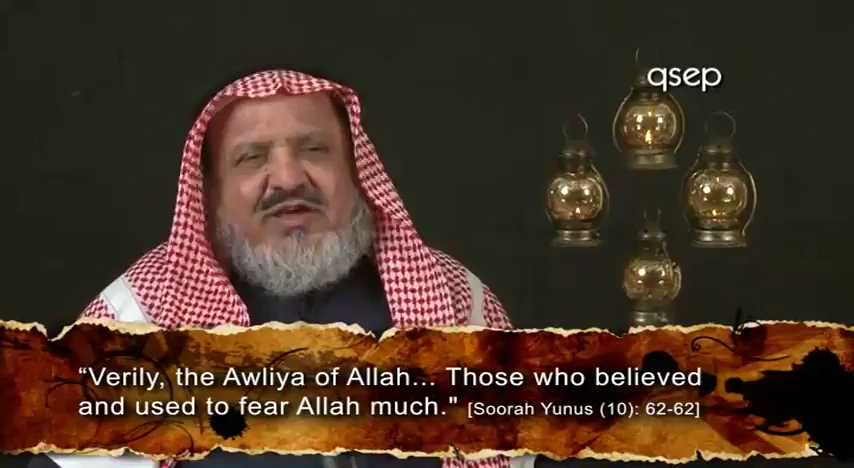 qsep
“Verily, the Awliya of Allah... Those who believed
and used to fear Allah much." [Soorah Yunus (10): 62-62]